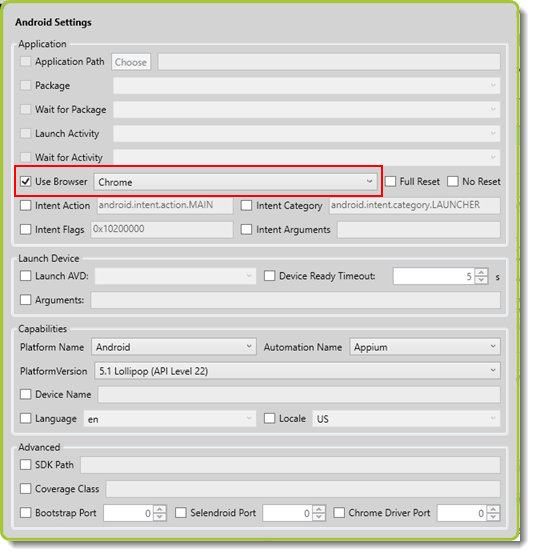 Android Settings
Application
Application Path Choose
Package
Wait for Package
Launch Activity
Wait for Activity
Use Browser Chrome Full Reset No Reset
Intent Action android.intent.action.MAIN Intent Category android.intent.category.LAUNCHER
Intent Flags 0x10200000 Intent Arguments
Launch Device
Launch AVD: Device Ready Timeout: 5 s
Arguments:
Capabilities
Platform Name Android Automation Name Appium
PlatformVersion 5.1 Lollipop (API Level 22)
Device Name
Language en Locale US
Advanced
SDK Path
Coverage Class
Bootstrap Port 0 Selendroid Port 0 Chrome Driver Port 0